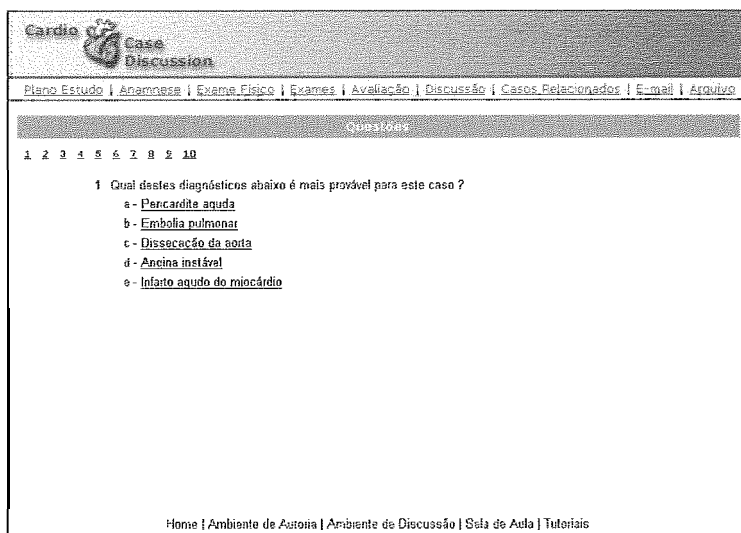 Cardio
Case
Discussion
Plano Estudo | Anamnese | Exame Físico | Exames | Avaliação | Discussão | Casos Relacionados | E-mail | Arquivo
Questões
1 2 3 4 5 6 7 8 9 10
1 Qual destes diagnósticos abaixo é mais provável para este caso ?
a - Pericardite aguda
b - Embolia pulmonar
c - Dissecação da aorta
d - Angina instável
e - Infarto agudo do miocárdio
Home | Ambiente de Autoria | Ambiente de Discussão | Sala de Aula | Tutoriais